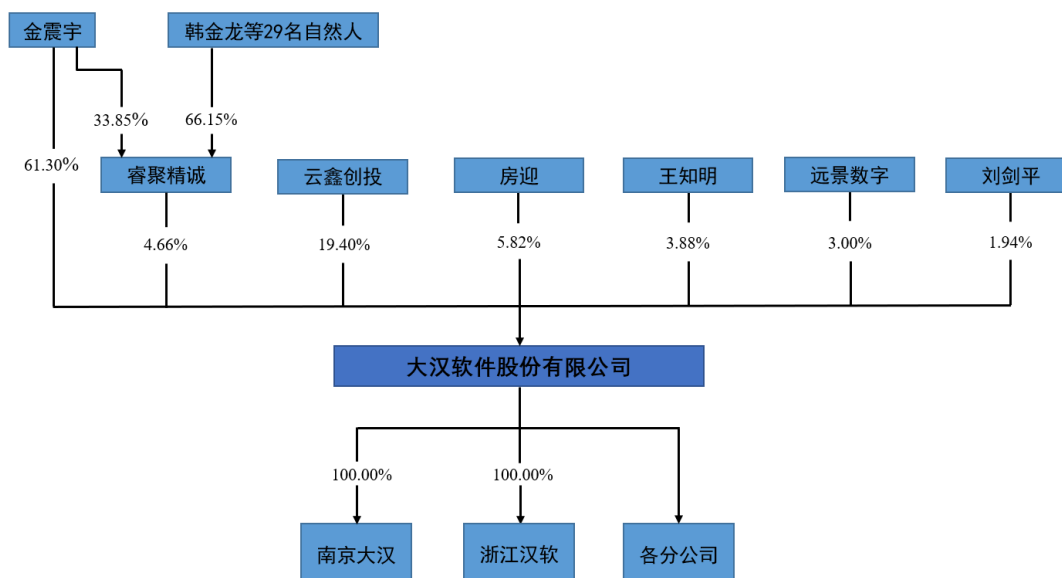 金震宇
韩金龙等29名自然人
33.85%
66.15%
61.30%
睿聚精诚
云鑫创投
房迎
王知明
远景数字
刘剑平
4.66%
19.40%
5.82%
3.88%
3.00%
1.94%
大汉软件股份有限公司
100.00%
100.00%
南京大汉
浙江汉软
各分公司